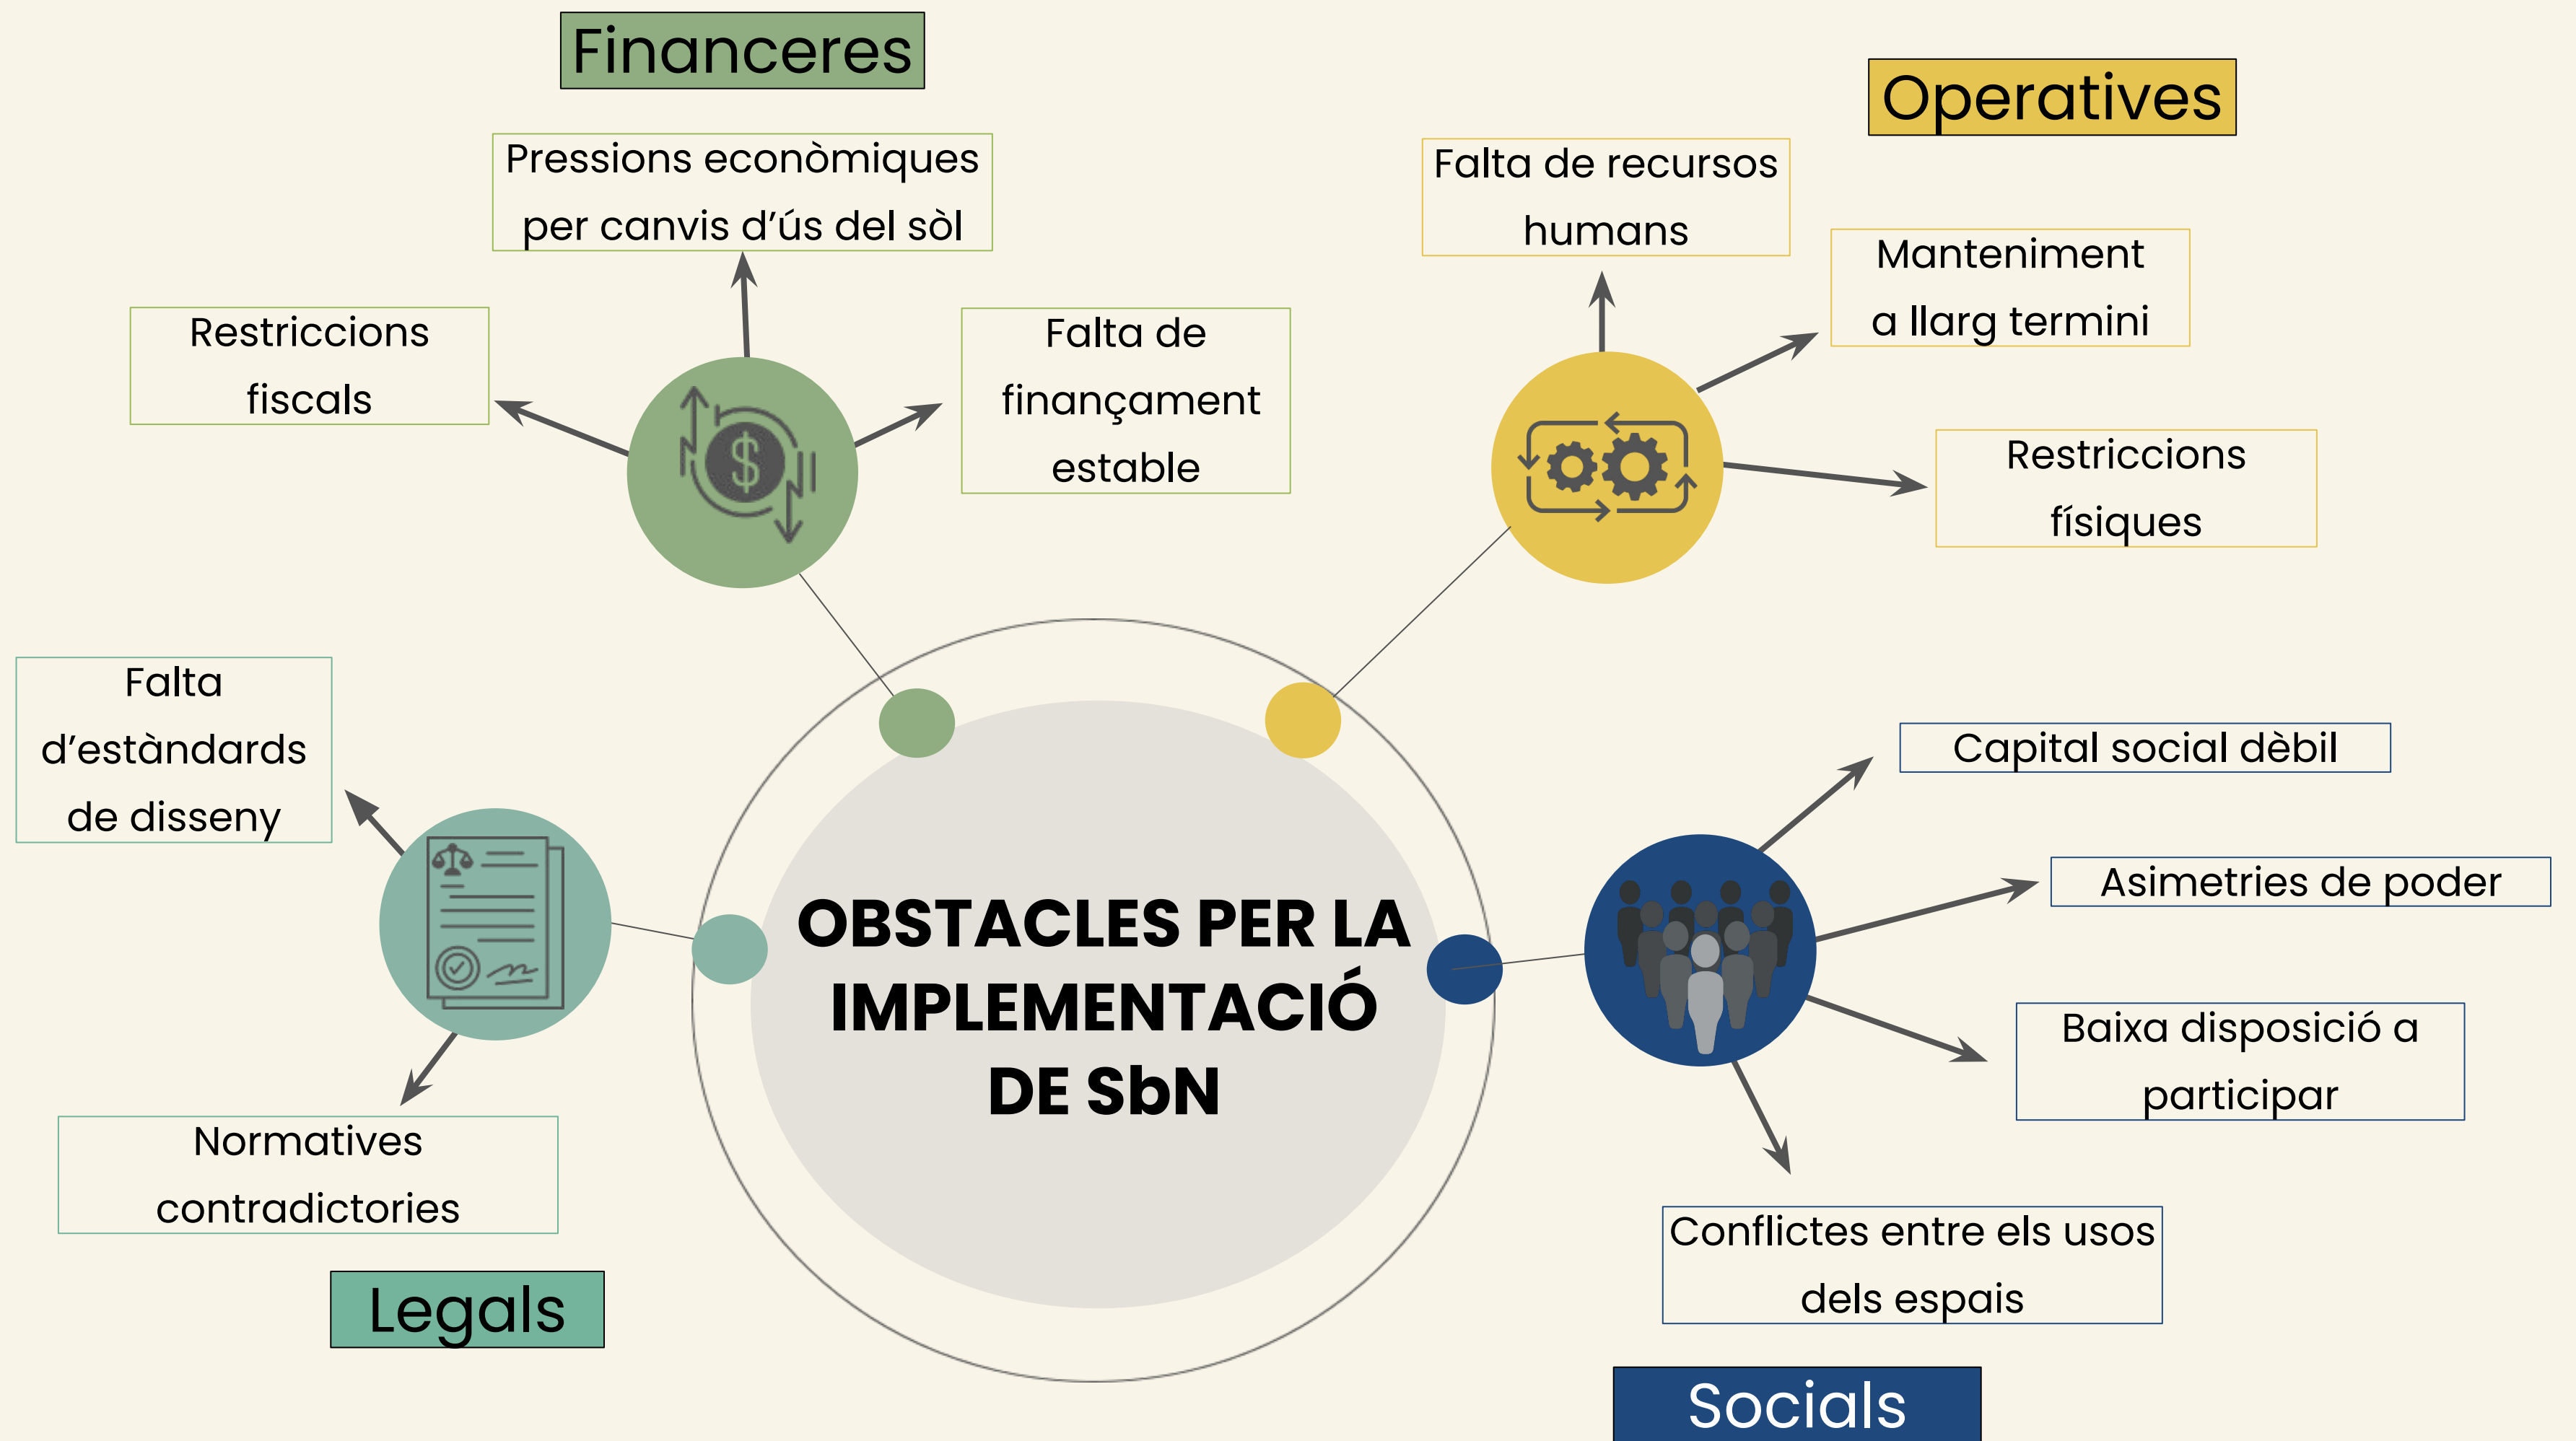 Financeres
Pressions econòmiques
per canvis d’ús del sòl
Restriccions
fiscals
Falta de
finançament
estable
$
Operatives
Falta de recursos
humans
Manteniment
a llarg termini
Restriccions
físiques
Falta
d’estàndards
de disseny
Normatives
contradictories
Legals
OBSTACLES PER LA
IMPLEMENTACIÓ
DE SbN
Capital social dèbil
Asimetries de poder
Baixa disposició a
participar
Conflictes entre els usos
dels espais
Socials